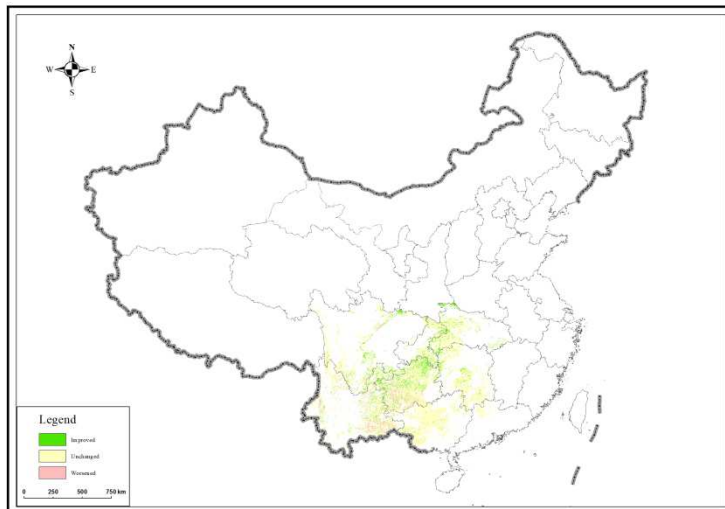 N
W E
S
Legend
Improved
Unchanged
Worsened
0 250 500 750 km